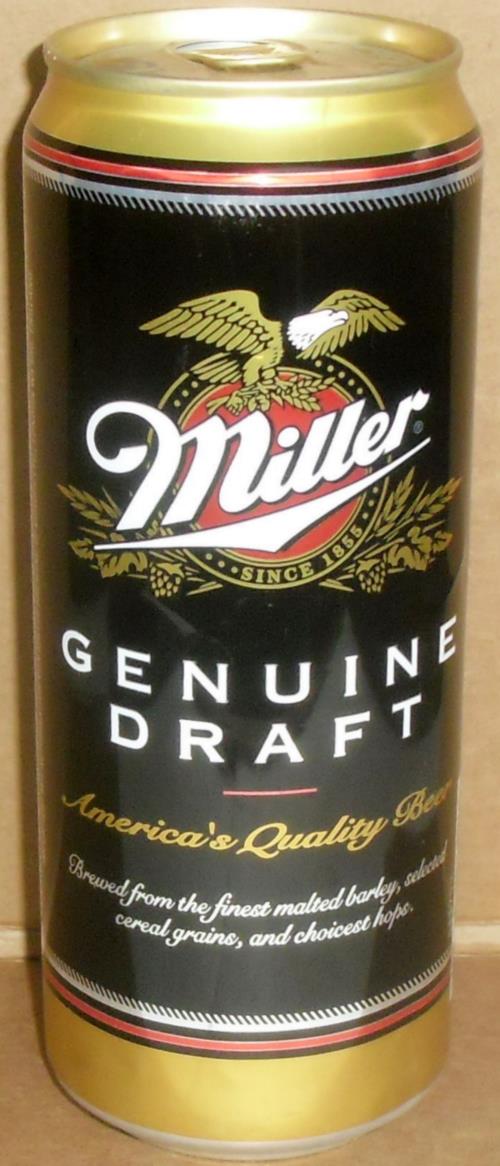 Miller®
SINCE 1855
GENUINE
DRAFT
America's Quality Beer
Brewed from the finest malted barley, selected
cereal grains, and choicest hops.